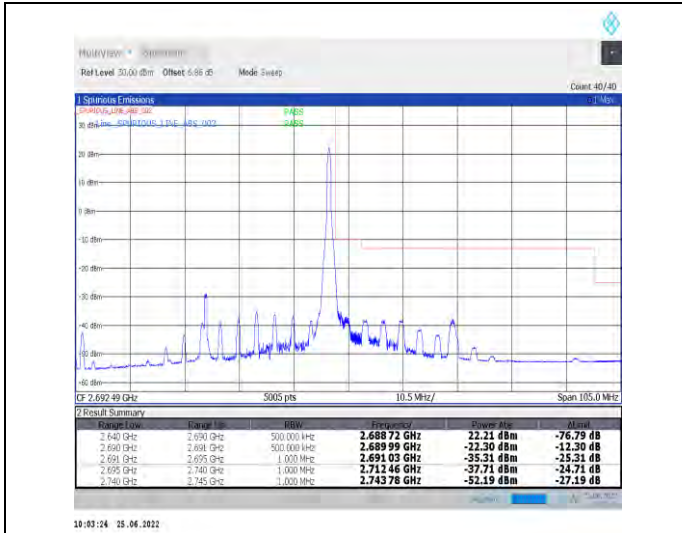 MultiView
Ref Level 30.00 dBm Offset 6.86 dB Mode Sweep
Count 40/40
1 Spurious Emissions
_SPURIOUS_LINE_ABS_002 PASS
30 dBm Line _SPURIOUS_LINE_ABS_002 PASS
20 dBm
10 dBm
0 dBm
-10 dBm
-20 dBm
-30 dBm
-40 dBm
-50 dBm
-60 dBm
CF 2.692 49 GHz 5005 pts 10.5 MHz/ Span 105.0 MHz
2 Result Summary
Range Low Range Up RBW Frequency Power Abs ΔLimit
2.640 GHz 2.690 GHz 500.000 kHz 2.688 72 GHz 22.21 dBm -76.79 dB
2.690 GHz 2.691 GHz 500.000 kHz 2.689 99 GHz -22.30 dBm -12.30 dB
2.691 GHz 2.695 GHz 1.000 MHz 2.691 03 GHz -35.31 dBm -25.31 dB
2.695 GHz 2.740 GHz 1.000 MHz 2.712 46 GHz -37.71 dBm -24.71 dB
2.740 GHz 2.745 GHz 1.000 MHz 2.743 78 GHz -52.19 dBm -27.19 dB
10:03:24 25.06.2022